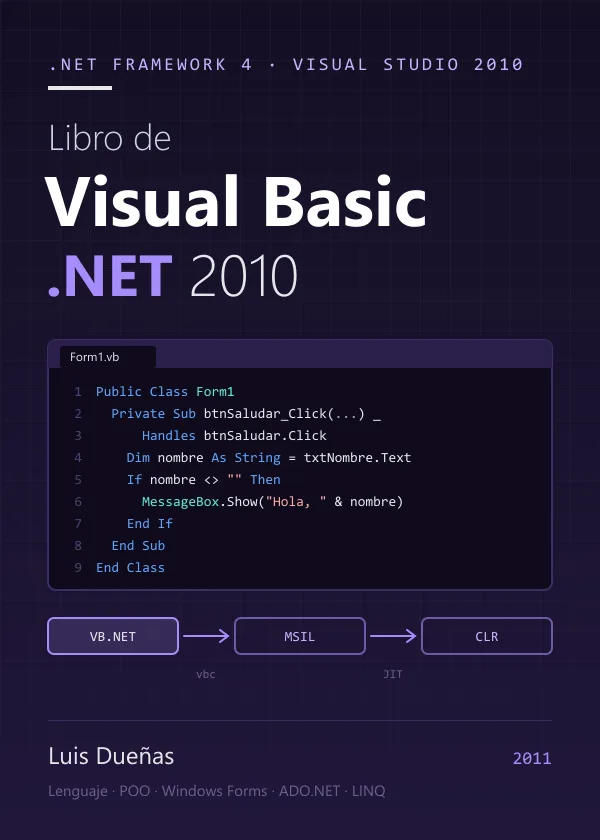 .NET FRAMEWORK 4 · VISUAL STUDIO 2010
Libro de
Visual Basic
.NET 2010
Form1.vb
1 Public Class Form1
2 Private Sub btnSaludar_Click(...) _
3 Handles btnSaludar.Click
4 Dim nombre As String = txtNombre.Text
5 If nombre <> "" Then
6 MessageBox.Show("Hola, " & nombre)
7 End If
8 End Sub
9 End Class
VB.NET MSIL CLR
vbc JIT
Luis Dueñas 2011
Lenguaje · POO · Windows Forms · ADO.NET · LINQ